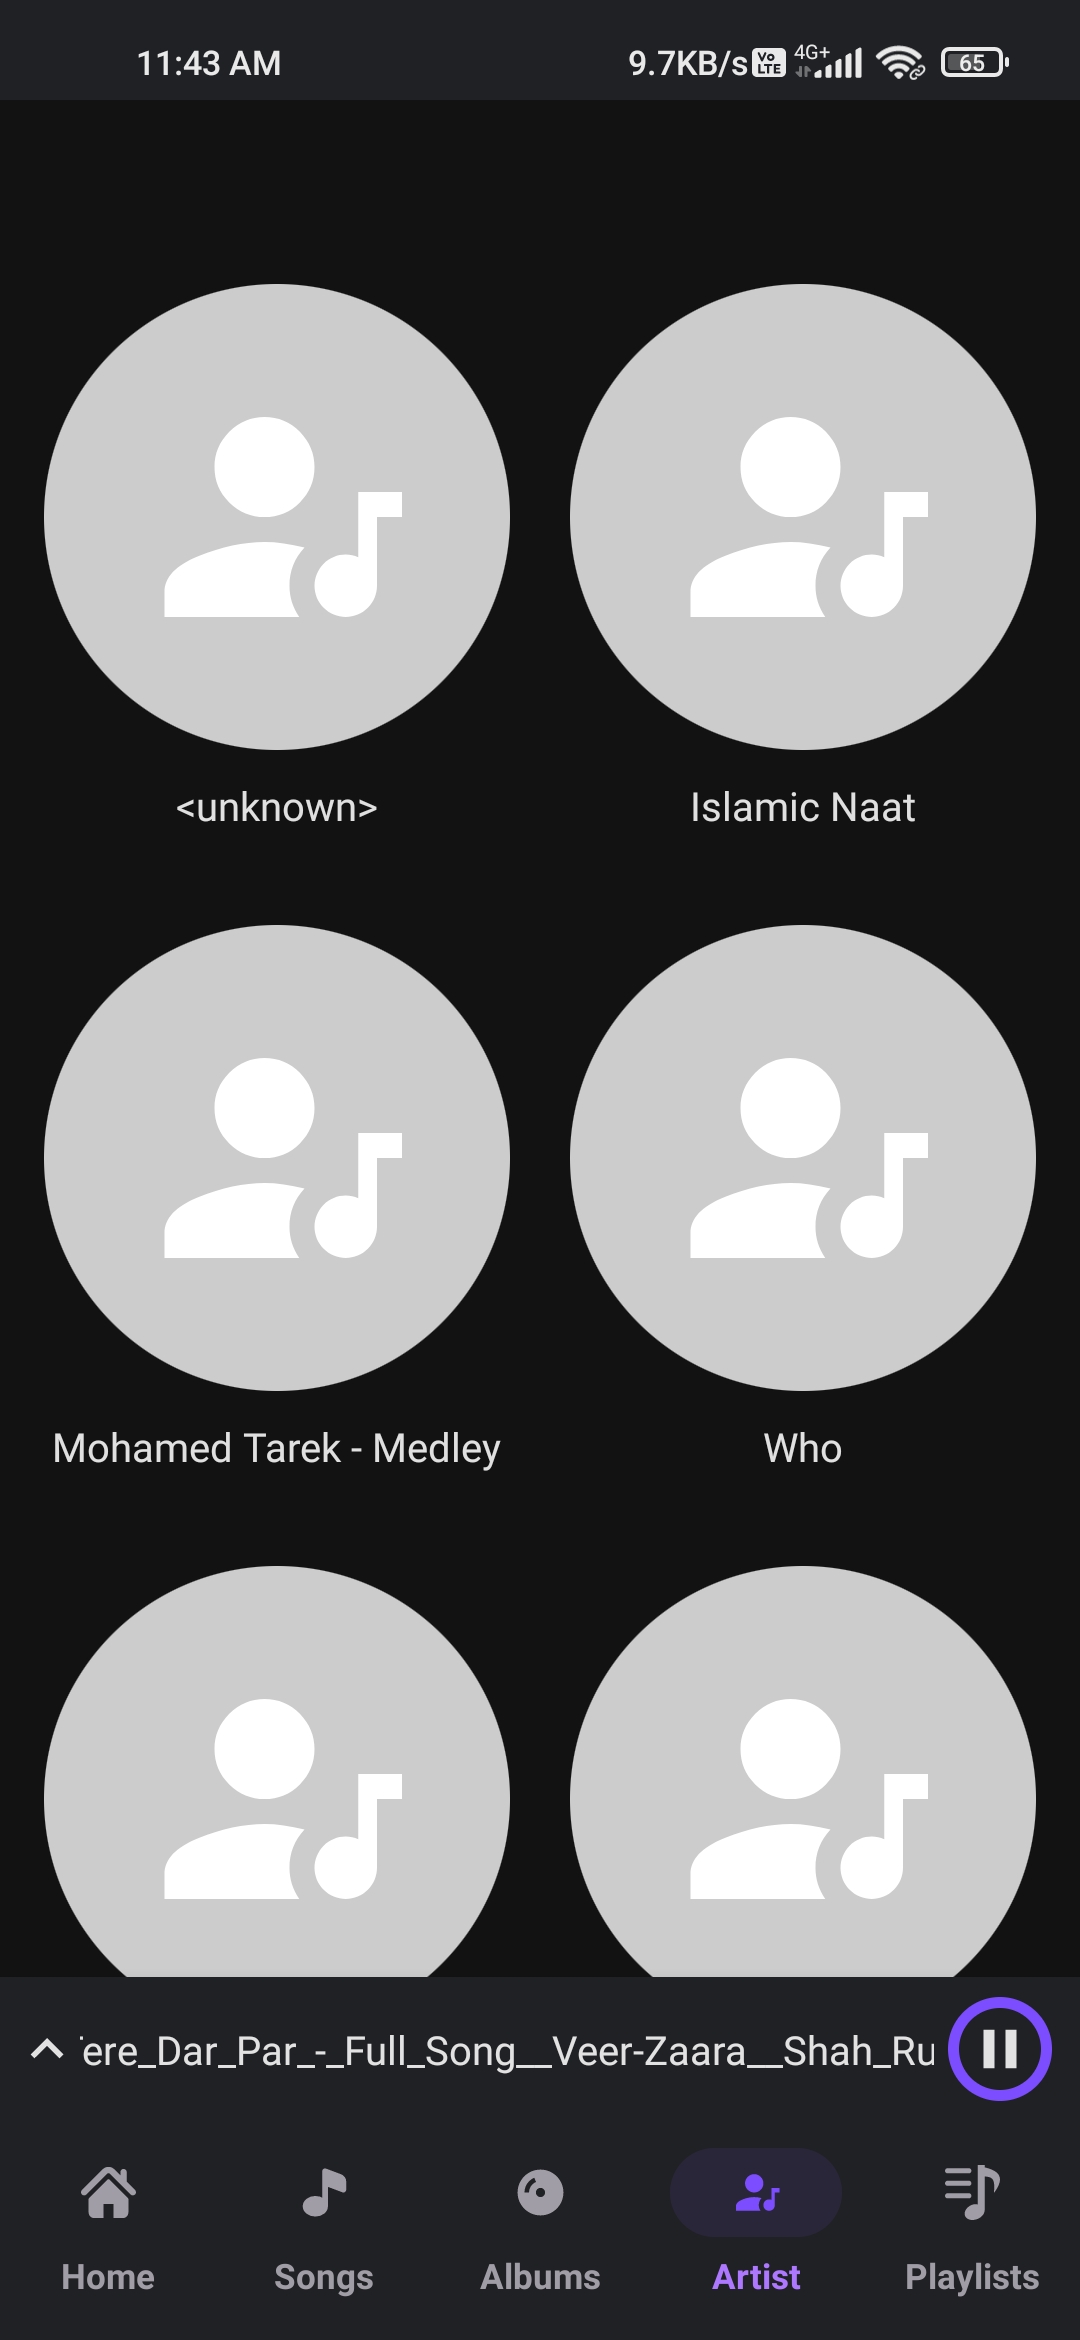 11:43 AM 9.7KB/s Vo LTE 4G+ 65
<unknown> Islamic Naat
Mohamed Tarek - Medley Who
ere_Dar_Par_-_Full_Song__Veer-Zaara__Shah_Ru
Home Songs Albums Artist Playlists